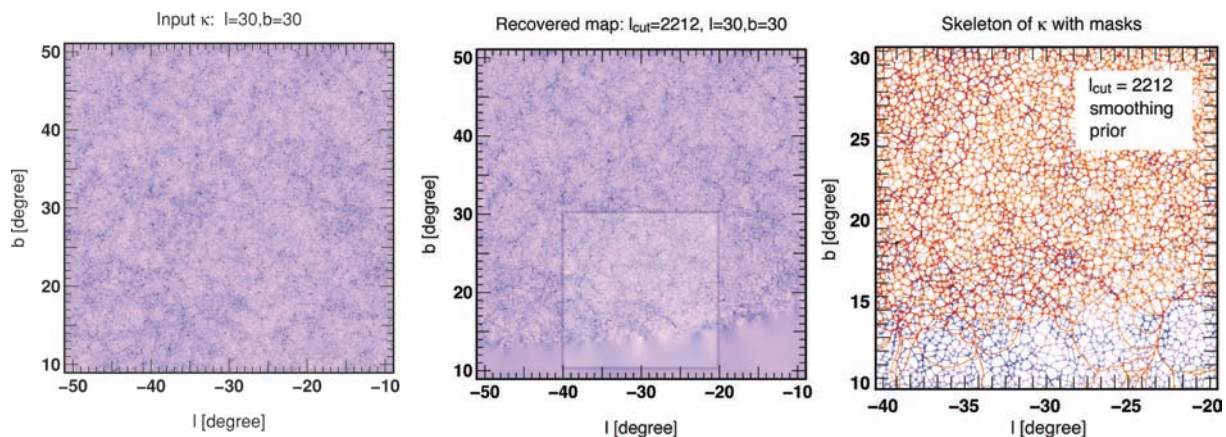 Input κ: l=30,b=30
50
40
30
20
10
b [degree]
−50 −40 −30 −20 −10
l [degree]
Recovered map: lcut=2212, l=30,b=30
50
40
30
20
10
b [degree]
−50 −40 −30 −20 −10
l [degree]
Skeleton of κ with masks
lcut = 2212
smoothing
prior
30
25
20
15
10
b [degree]
−40 −35 −30 −25 −20
l [degree]